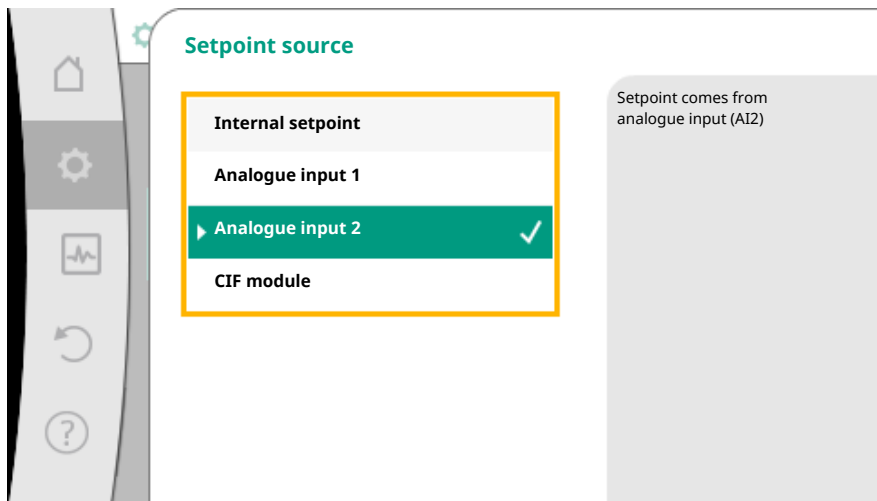 Setpoint source
Internal setpoint
Analogue input 1
Analogue input 2
CIF module
Setpoint comes from
analogue input (AI2)
?